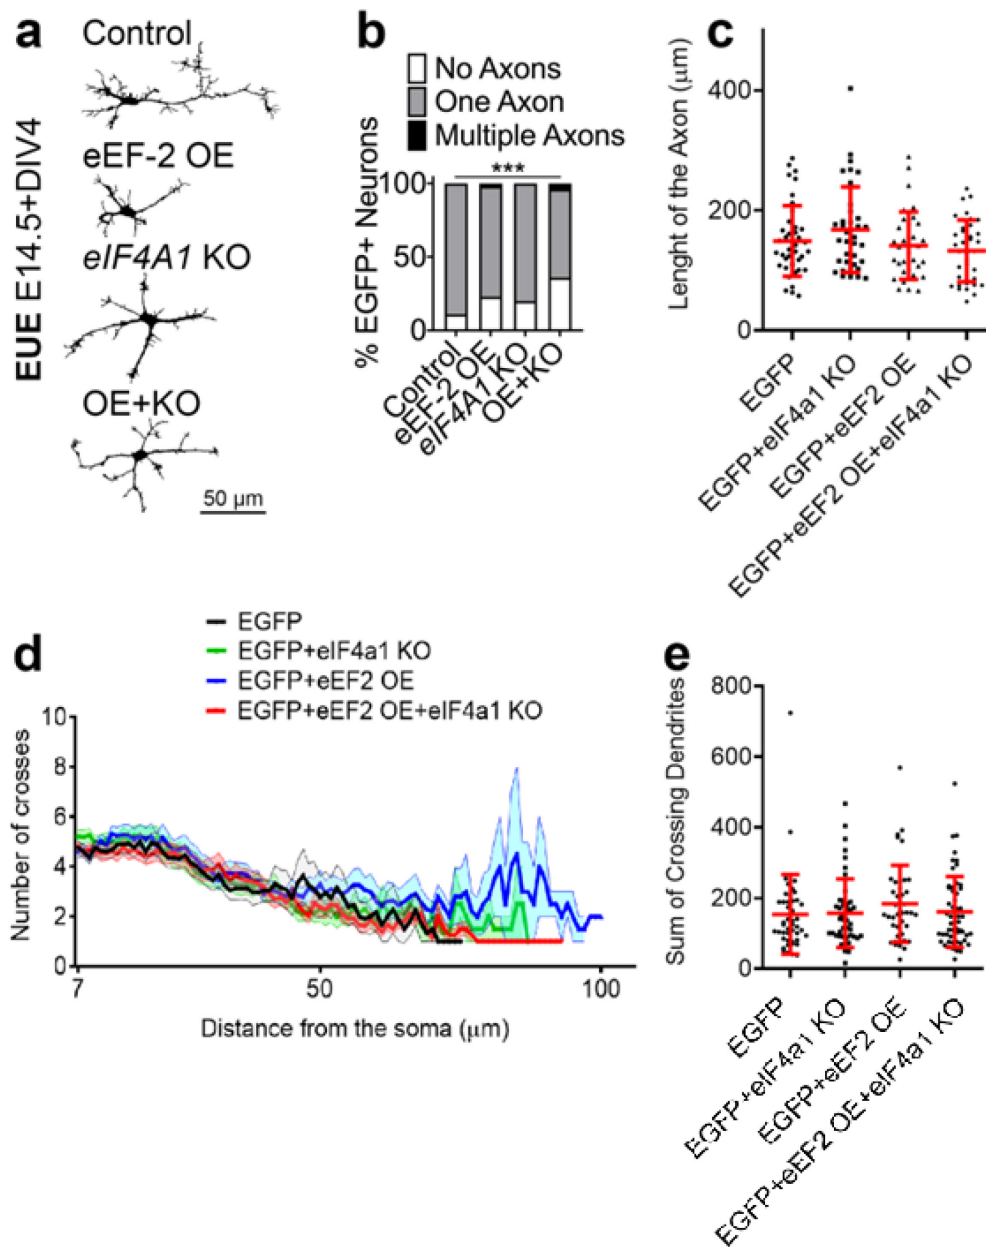 a
Control
eEF-2 OE
eIF4A1 KO
OE+KO
EUE E14.5+DIV4
50 µm
b
No Axons
One Axon
Multiple Axons
***
100
50
0
% EGFP+ Neurons
Control
eEF-2 OE
eIF4A1 KO
OE+KO
c
400
200
0
Lenght of the Axon (µm)
EGFP
EGFP+eIF4a1 KO
EGFP+eEF2 OE
EGFP+eEF2 OE+eIF4a1 KO
d
EGFP
EGFP+eIF4a1 KO
EGFP+eEF2 OE
EGFP+eEF2 OE+eIF4a1 KO
10
8
6
4
2
0
Number of crosses
7
50
100
Distance from the soma (µm)
e
800
600
400
200
0
Sum of Crossing Dendrites
EGFP
EGFP+eIF4a1 KO
EGFP+eEF2 OE
EGFP+eEF2 OE+eIF4a1 KO